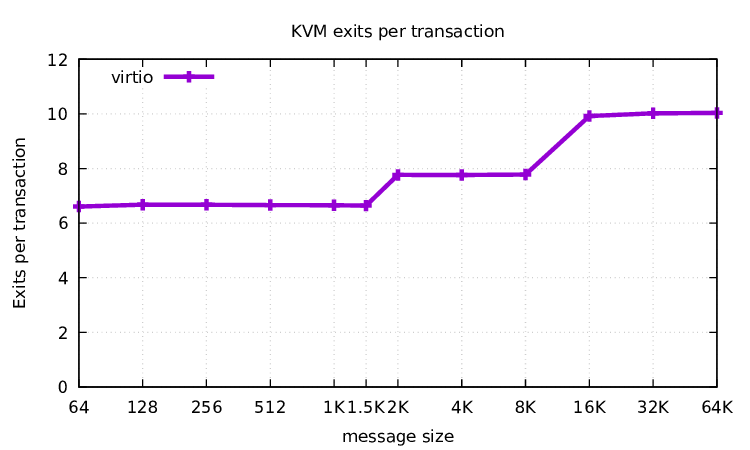 KVM exits per transaction
virtio
12
10
8
6
4
2
0
Exits per transaction
64 128 256 512 1K 1.5K 2K 4K 8K 16K 32K 64K
message size